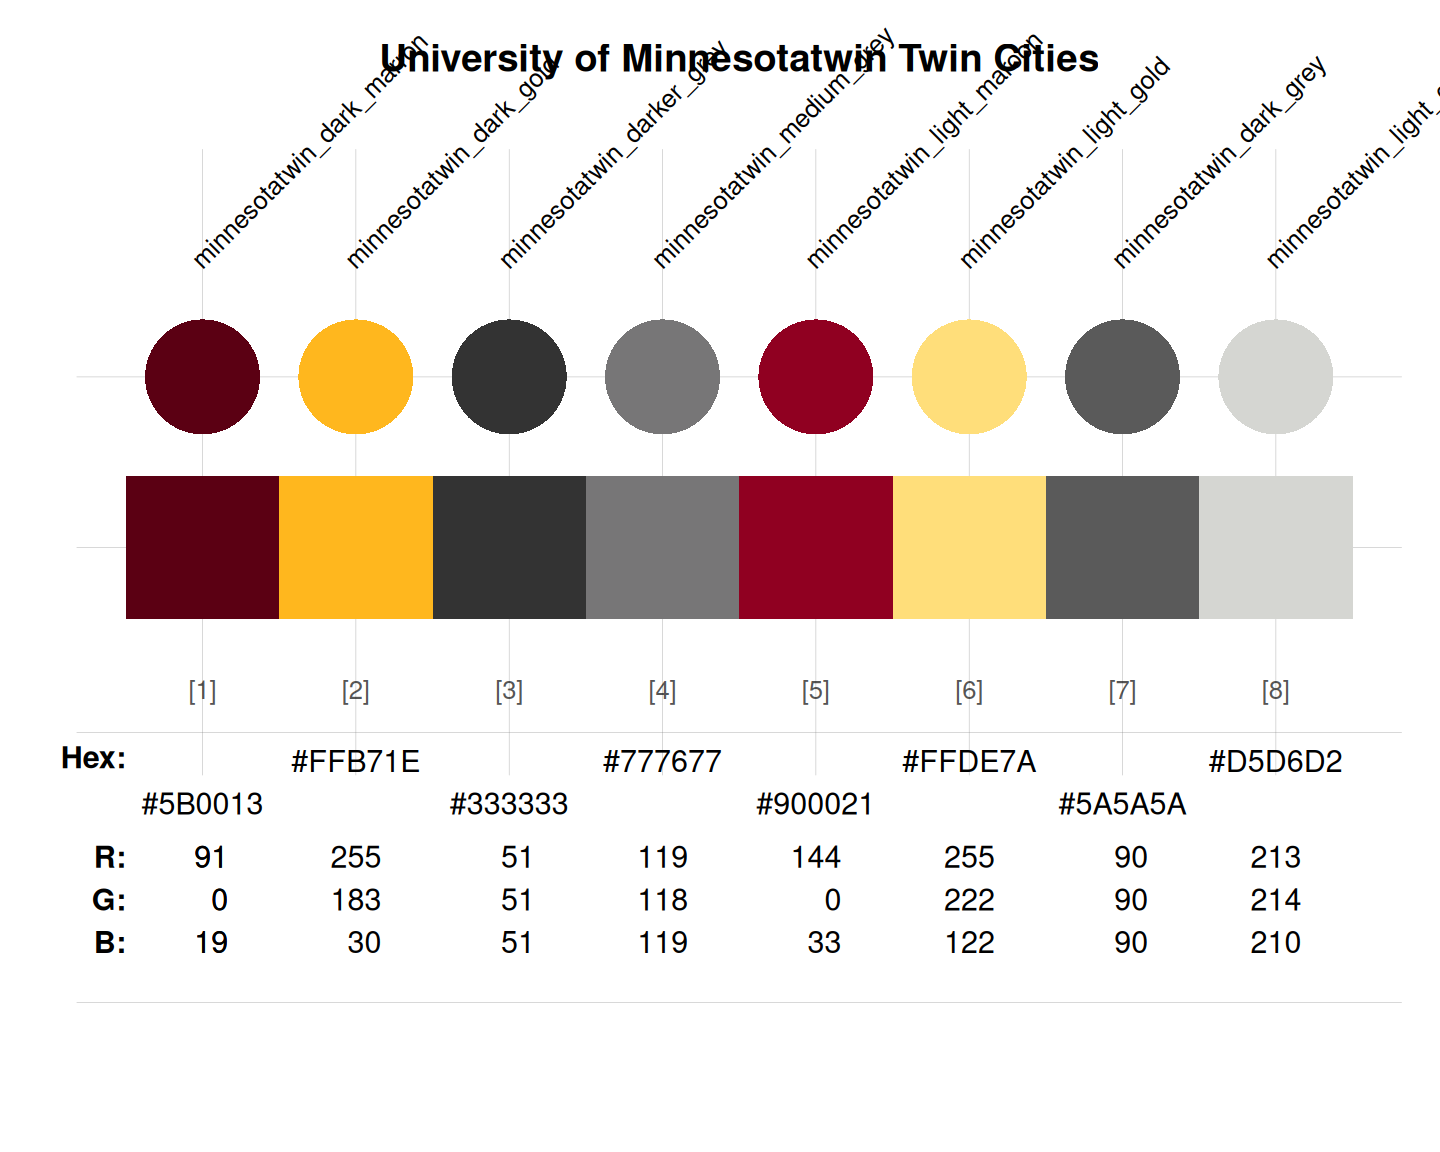 University of Minnesotatwin Twin Cities
minnesotatwin_dark_maroon
minnesotatwin_dark_gold
minnesotatwin_darker_grey
minnesotatwin_medium_grey
minnesotatwin_light_maroon
minnesotatwin_light_gold
minnesotatwin_dark_grey
minnesotatwin_light_
[1] [2] [3] [4] [5] [6] [7] [8]
Hex: #FFB71E #777677 #FFDE7A #D5D6D2
#5B0013 #333333 #900021 #5A5A5A
R: 91 255 51 119 144 255 90 213
G: 0 183 51 118 0 222 90 214
B: 19 30 51 119 33 122 90 210